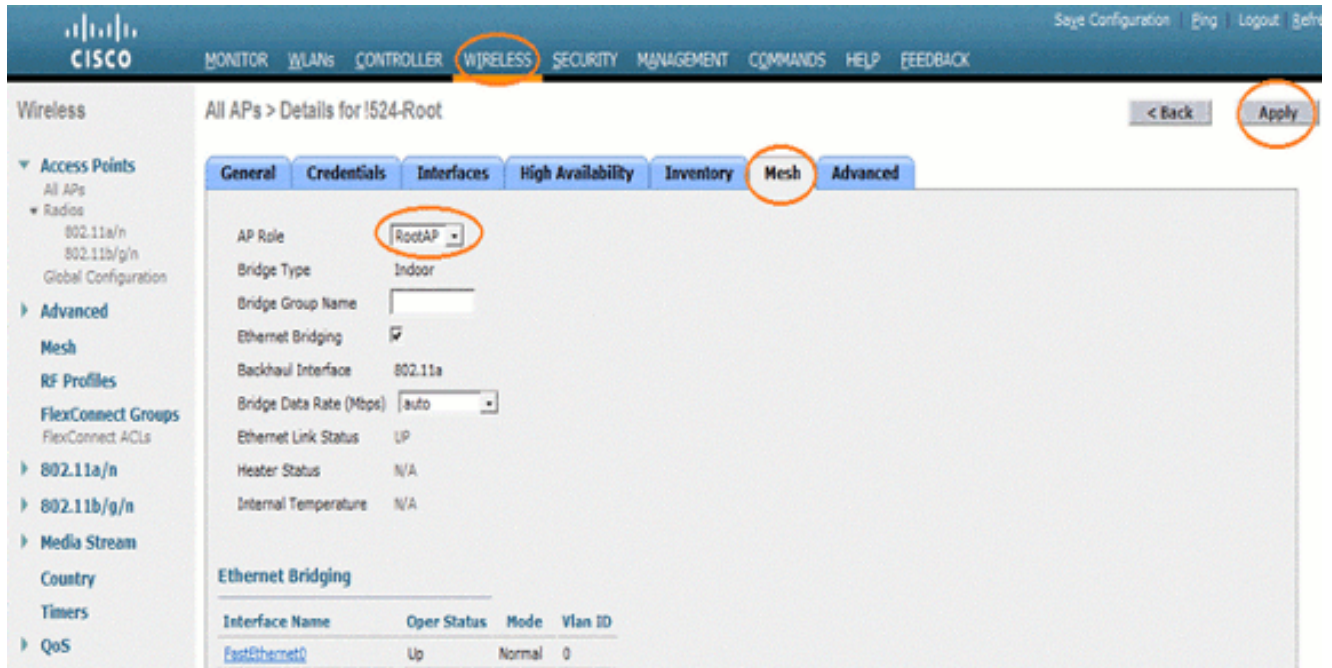 Save Configuration | Ping | Logout | Refre
CISCO
MONITOR WLANs CONTROLLER WIRELESS SECURITY MANAGEMENT COMMANDS HELP FEEDBACK
Wireless
All APs > Details for !524-Root
< Back
Apply
Access Points
All APs
Radios
802.11a/n
802.11b/g/n
Global Configuration
Advanced
Mesh
RF Profiles
FlexConnect Groups
FlexConnect ACLs
802.11a/n
802.11b/g/n
Media Stream
Country
Timers
QoS
General Credentials Interfaces High Availability Inventory Mesh Advanced
AP Role RootAP
Bridge Type Indoor
Bridge Group Name
Ethernet Bridging
Backhaul Interface 802.11a
Bridge Data Rate (Mbps) auto
Ethernet Link Status UP
Heater Status N/A
Internal Temperature N/A
Ethernet Bridging
Interface Name Oper Status Mode Vlan ID
FastEthernet0 Up Normal 0